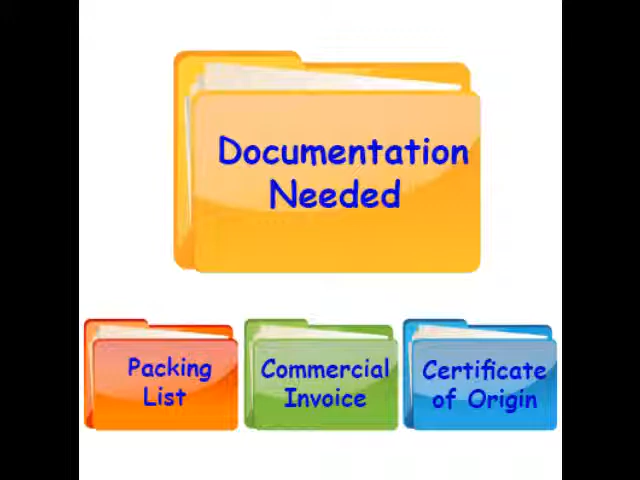 Documentation
Needed
Packing
List
Commercial
Invoice
Certificate
of Origin